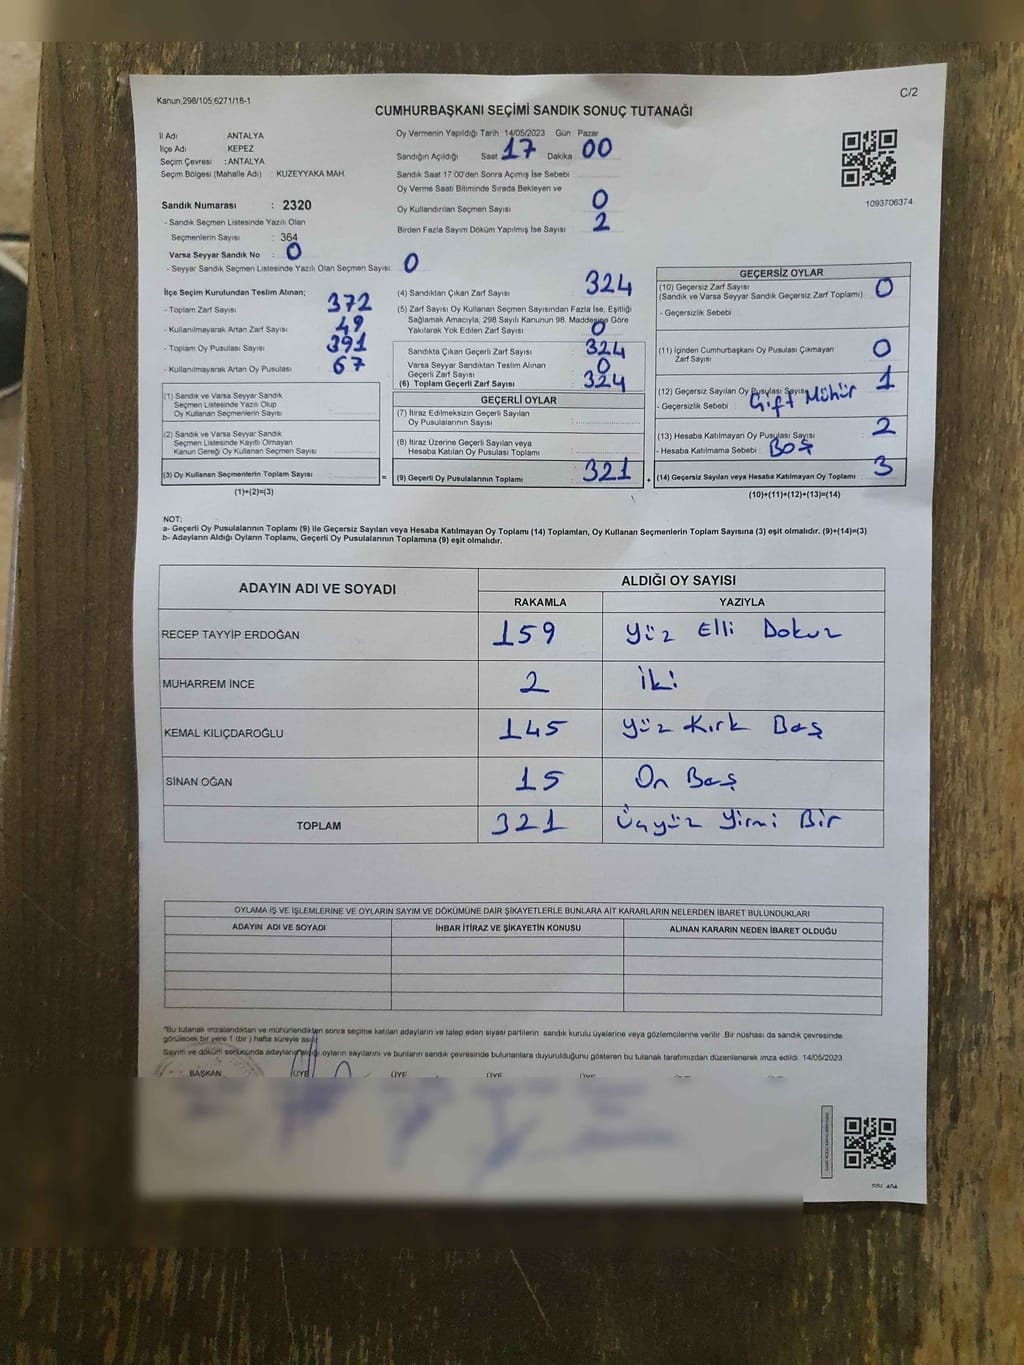 Kanun,298/105,6271/18-1
C/2
CUMHURBAŞKANI SEÇİMİ SANDIK SONUÇ TUTANAĞI
İl Adı ANTALYA
İlçe Adı KEPEZ
Seçim Çevresi : ANTALYA
Seçim Bölgesi (Mahalle Adı) : KUZEYYAKA MAH.
Sandık Numarası : 2320
- Sandık Seçmen Listesinde Yazılı Olan
Seçmenlerin Sayısı : 364
Varsa Seyyar Sandık No : 0
- Seyyar Sandık Seçmen Listesinde Yazılı Olan Seçmen Sayısı: 0
Oy Vermenin Yapıldığı Tarih :14/05/2023 Gün Pazar
Sandığın Açıldığı Saat 17 Dakika 00
Sandık Saat 17:00'den Sonra Açılmış İse Sebebi :
Oy Verme Saati Bitiminde Sırada Bekleyen ve
Oy Kullandırılan Seçmen Sayısı 0
Birden Fazla Sayım Döküm Yapılmış İse Sayısı : 2
1093706374
İlçe Seçim Kurulundan Teslim Alınan;
- Toplam Zarf Sayısı : 372
- Kullanılmayarak Artan Zarf Sayısı : 49
- Toplam Oy Pusulası Sayısı : 391
- Kullanılmayarak Artan Oy Pusulası : 67
(1) Sandık ve Varsa Seyyar Sandık
Seçmen Listesinde Yazılı Olup
Oy Kullanan Seçmenlerin Sayısı :
(2) Sandık ve Varsa Seyyar Sandık
Seçmen Listesinde Kayıtlı Olmayan
Kanun Gereği Oy Kullanan Seçmen Sayısı :
(3) Oy Kullanan Seçmenlerin Toplam Sayısı :
(1)+(2)=(3)
(4) Sandıktan Çıkan Zarf Sayısı : 324
(5) Zarf Sayısı Oy Kullanan Seçmen Sayısından Fazla İse, Eşitliği
Sağlamak Amacıyla; 298 Sayılı Kanunun 98. Maddesine Göre
Yakılarak Yok Edilen Zarf Sayısı : 0
Sandıkta Çıkan Geçerli Zarf Sayısı : 324
Varsa Seyyar Sandıktan Teslim Alınan
Geçerli Zarf Sayısı : 0
(6) Toplam Geçerli Zarf Sayısı : 324
GEÇERLİ OYLAR
(7) İtiraz Edilmeksizin Geçerli Sayılan
Oy Pusulalarının Sayısı :
(8) İtiraz Üzerine Geçerli Sayılan veya
Hesaba Katılan Oy Pusulası Toplamı :
(9) Geçerli Oy Pusulalarının Toplamı : 321
GEÇERSİZ OYLAR
(10) Geçersiz Zarf Sayısı
(Sandık ve Varsa Seyyar Sandık Geçersiz Zarf Toplamı) : 0
- Geçersizlik Sebebi :
(11) İçinden Cumhurbaşkanı Oy Pusulası Çıkmayan
Zarf Sayısı : 0
(12) Geçersiz Sayılan Oy Pusulası Sayısı : 1
- Geçersizlik Sebebi : Çift Mühür
(13) Hesaba Katılmayan Oy Pusulası Sayısı : 2
- Hesaba Katılmama Sebebi : Boş
(14) Geçersiz Sayılan veya Hesaba Katılmayan Oy Toplamı : 3
(10)+(11)+(12)+(13)=(14)
NOT:
a- Geçerli Oy Pusulalarının Toplamı (9) ile Geçersiz Sayılan veya Hesaba Katılmayan Oy Toplamı (14) Toplamları, Oy Kullanan Seçmenlerin Toplam Sayısına (3) eşit olmalıdır. (9)+(14)=(3)
b- Adayların Aldığı Oyların Toplamı, Geçerli Oy Pusulalarının Toplamına (9) eşit olmalıdır.
ADAYIN ADI VE SOYADI ALDIĞI OY SAYISI
RAKAMLA YAZIYLA
RECEP TAYYİP ERDOĞAN 159 Yüz Elli Dokuz
MUHARREM İNCE 2 İki
KEMAL KILIÇDAROĞLU 145 Yüz Kırk Beş
SİNAN OĞAN 15 On Beş
TOPLAM 321 Üçyüz Yirmi Bir
OYLAMA İŞ VE İŞLEMLERİNE VE OYLARIN SAYIM VE DÖKÜMÜNE DAİR ŞİKAYETLERLE BUNLARA AİT KARARLARIN NELERDEN İBARET BULUNDUKLARI
ADAYIN ADI VE SOYADI İHBAR İTİRAZ VE ŞİKAYETİN KONUSU ALINAN KARARIN NEDEN İBARET OLDUĞU
"Bu tutanak imzalandıktan ve mühürlendikten sonra seçime katılan adayların ve talep eden siyasi partilerin sandık kurulu üyelerine veya gözlemcilerine verilir. Bir nüshası da sandık çevresinde
görülecek bir yere 1 (bir) hafta süreyle asılır.
Sayım ve döküm sonucunda adayların aldığı oyların sayılarını ve bunların sandık çevresinde bulunanlara duyurulduğunu gösteren bu tutanak tarafımızdan düzenlenerek imza edildi. 14/05/2023
BAŞKAN ÜYE ÜYE ÜYE ÜYE